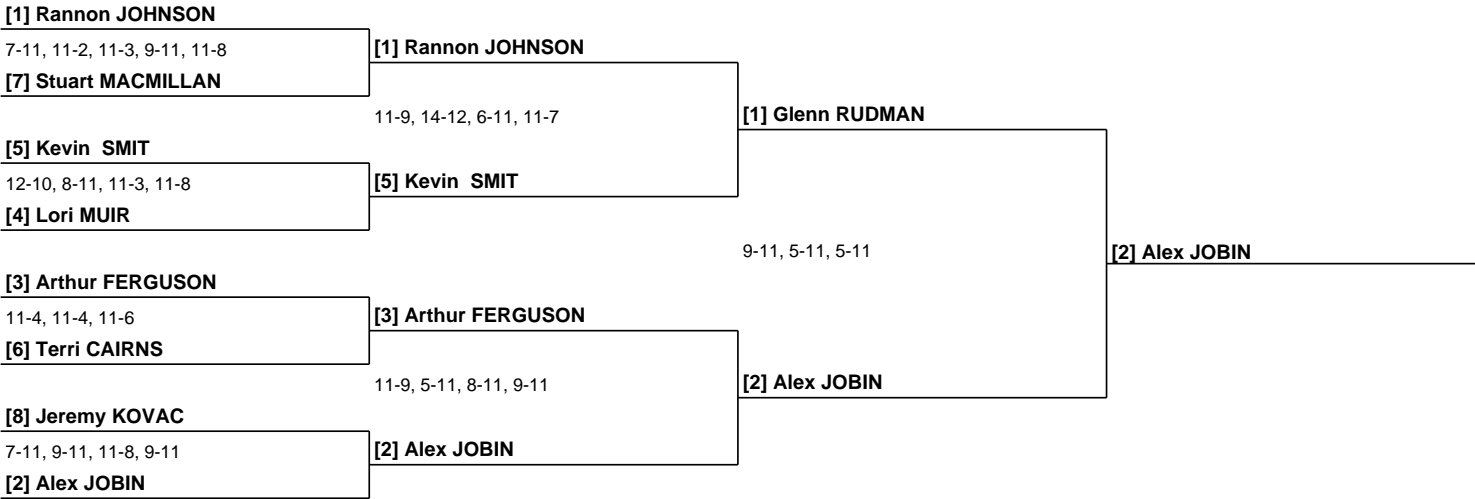 [1] Rannon JOHNSON
7-11, 11-2, 11-3, 9-11, 11-8
[7] Stuart MACMILLAN
[5] Kevin  SMIT
12-10, 8-11, 11-3, 11-8
[4] Lori MUIR
[3] Arthur FERGUSON
11-4, 11-4, 11-6
[6] Terri CAIRNS
[8] Jeremy KOVAC
7-11, 9-11, 11-8, 9-11
[2] Alex JOBIN
[1] Rannon JOHNSON
11-9, 14-12, 6-11, 11-7
[5] Kevin  SMIT
[3] Arthur FERGUSON
11-9, 5-11, 8-11, 9-11
[2] Alex JOBIN
[1] Glenn RUDMAN
9-11, 5-11, 5-11
[2] Alex JOBIN
[2] Alex JOBIN